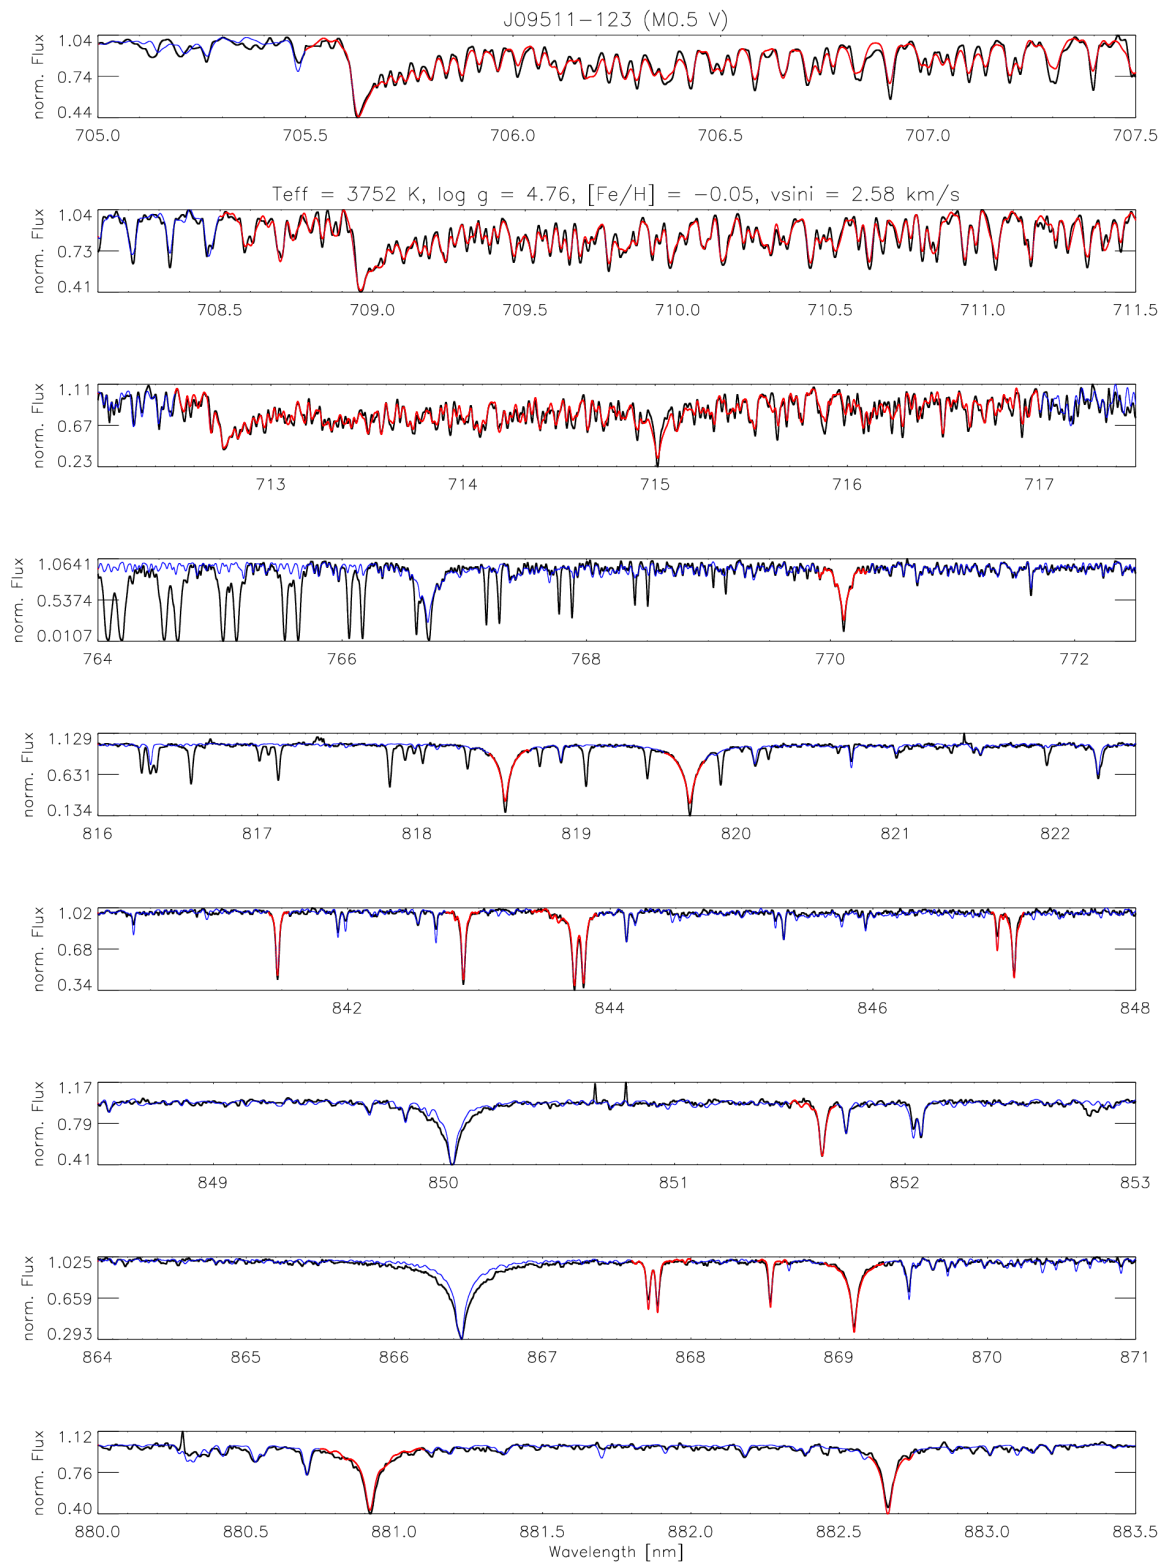 J09511-123 (M0.5 V)
norm. Flux
1.04
0.74
0.44
705.0 705.5 706.0 706.5 707.0 707.5
Teff = 3752 K, log g = 4.76, [Fe/H] = -0.05, vsini = 2.58 km/s
norm. Flux
1.04
0.73
0.41
708.5 709.0 709.5 710.0 710.5 711.0 711.5
norm. Flux
1.11
0.67
0.23
713 714 715 716 717
norm. Flux
1.0641
0.5374
0.0107
764 766 768 770 772
norm. Flux
1.129
0.631
0.134
816 817 818 819 820 821 822
norm. Flux
1.02
0.68
0.34
842 844 846 848
norm. Flux
1.17
0.79
0.41
849 850 851 852 853
norm. Flux
1.025
0.659
0.293
864 865 866 867 868 869 870 871
norm. Flux
1.12
0.76
0.40
880.0 880.5 881.0 881.5 882.0 882.5 883.0 883.5
Wavelength [nm]